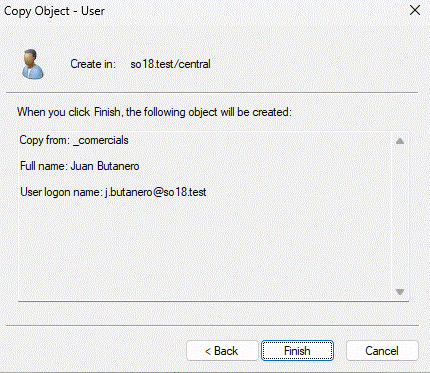 Copy Object - User
Create in: so18.test/central
When you click Finish, the following object will be created:
Copy from: _comercials
Full name: Juan Butanero
User logon name: j.butanero@so18.test
< Back Finish Cancel